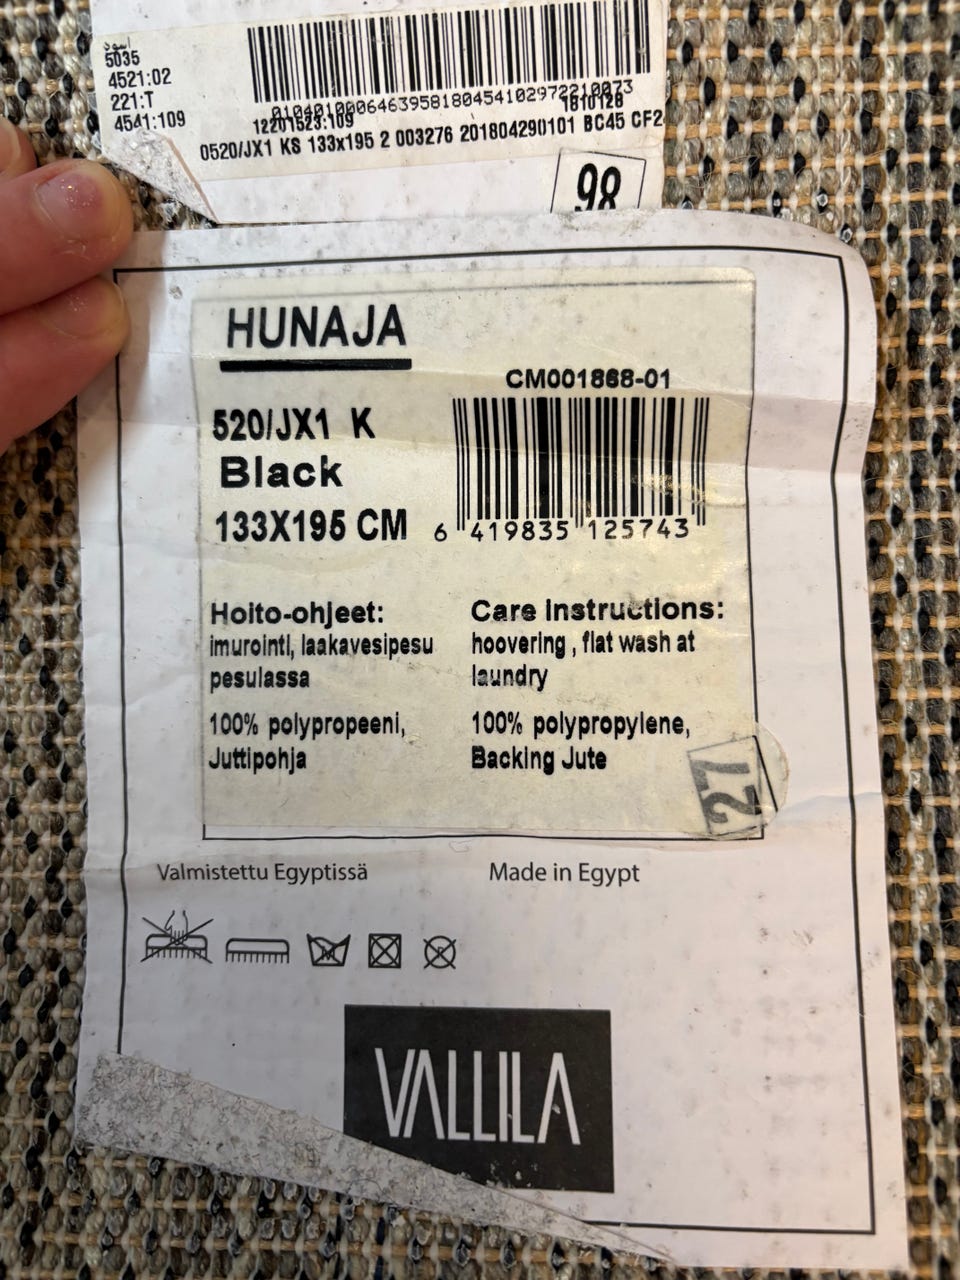 اسود
5035
4521:02
221:T
4541:109
12201523:109
1610128
0520/JX1 KS 133x195 2 003276 201804290101 BC45 CF2
98
HUNAJA
CM001868-01
520/JX1 K
Black
133X195 CM
6 419835 125743
Hoito-ohjeet:
imurointi, laakavesipesu
pesulassa
100% polypropeeni,
Juttipohja
Care Instructions:
hoovering , flat wash at
laundry
100% polypropylene,
Backing Jute
27
Valmistettu Egyptissä
Made in Egypt
VALLILA